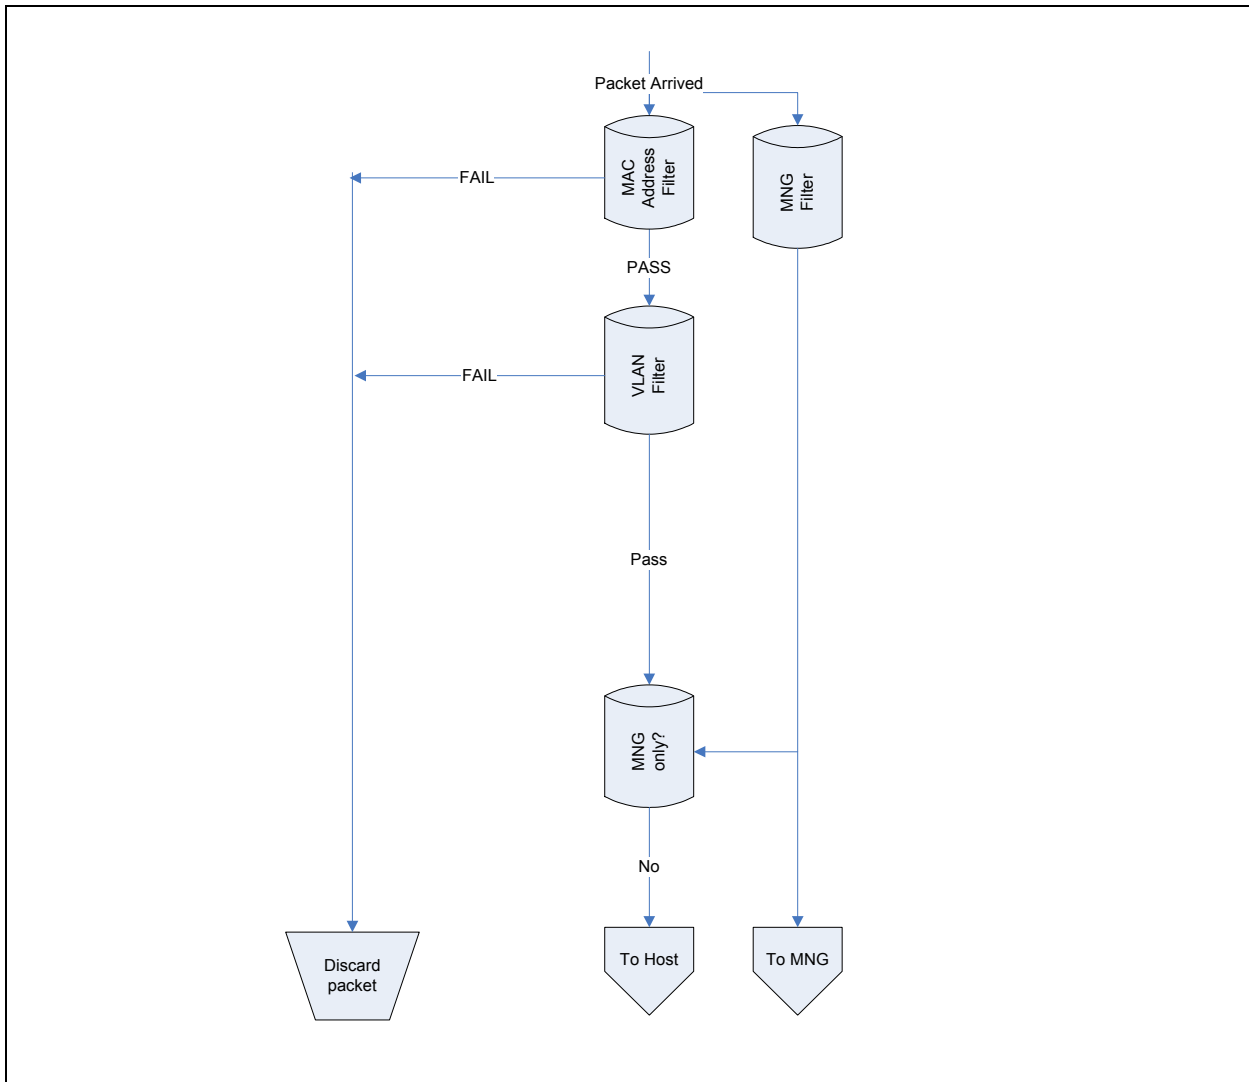 Packet Arrived
MAC
Address
Filter
MNG
Filter
FAIL
PASS
VLAN
Filter
FAIL
Pass
MNG
only?
No
Discard
packet
To Host
To MNG